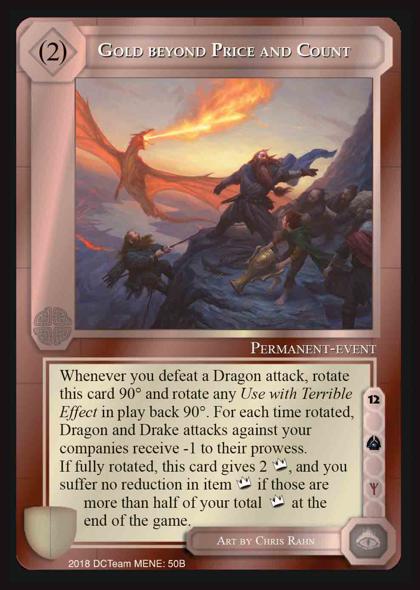 (2)
Gold beyond Price and Count
Permanent-event
Whenever you defeat a Dragon attack, rotate
this card 90° and rotate any Use with Terrible
Effect in play back 90°. For each time rotated,
Dragon and Drake attacks against your
companies receive -1 to their prowess.
If fully rotated, this card gives 2 , and you
suffer no reduction in item if those are
more than half of your total at the
end of the game.
12
Art by Chris Rahn
2018 DCTeam MENE: 50B